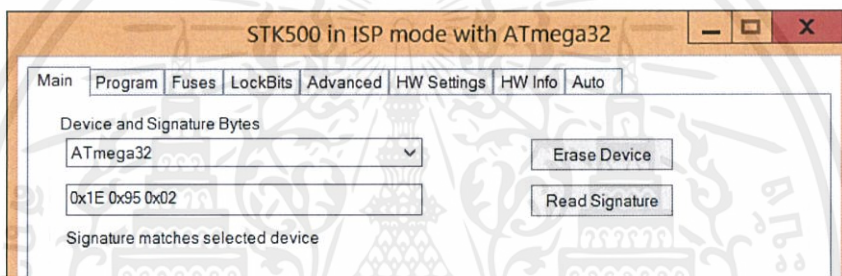 STK500 in ISP mode with ATmega32
Main Program Fuses LockBits Advanced HW Settings HW Info Auto
Device and Signature Bytes
ATmega32 Erase Device
0x1E 0x95 0x02 Read Signature
Signature matches selected device